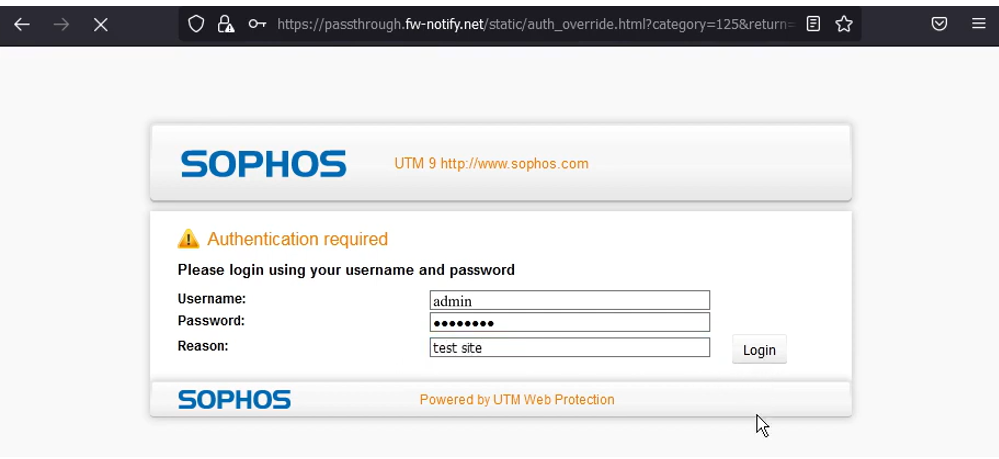 https://passthrough.fw-notify.net/static/auth_override.html?category=125&return=
SOPHOS
UTM 9 http://www.sophos.com
Authentication required
Please login using your username and password
Username:
admin
Password:
••••••••
Reason:
test site
Login
SOPHOS
Powered by UTM Web Protection